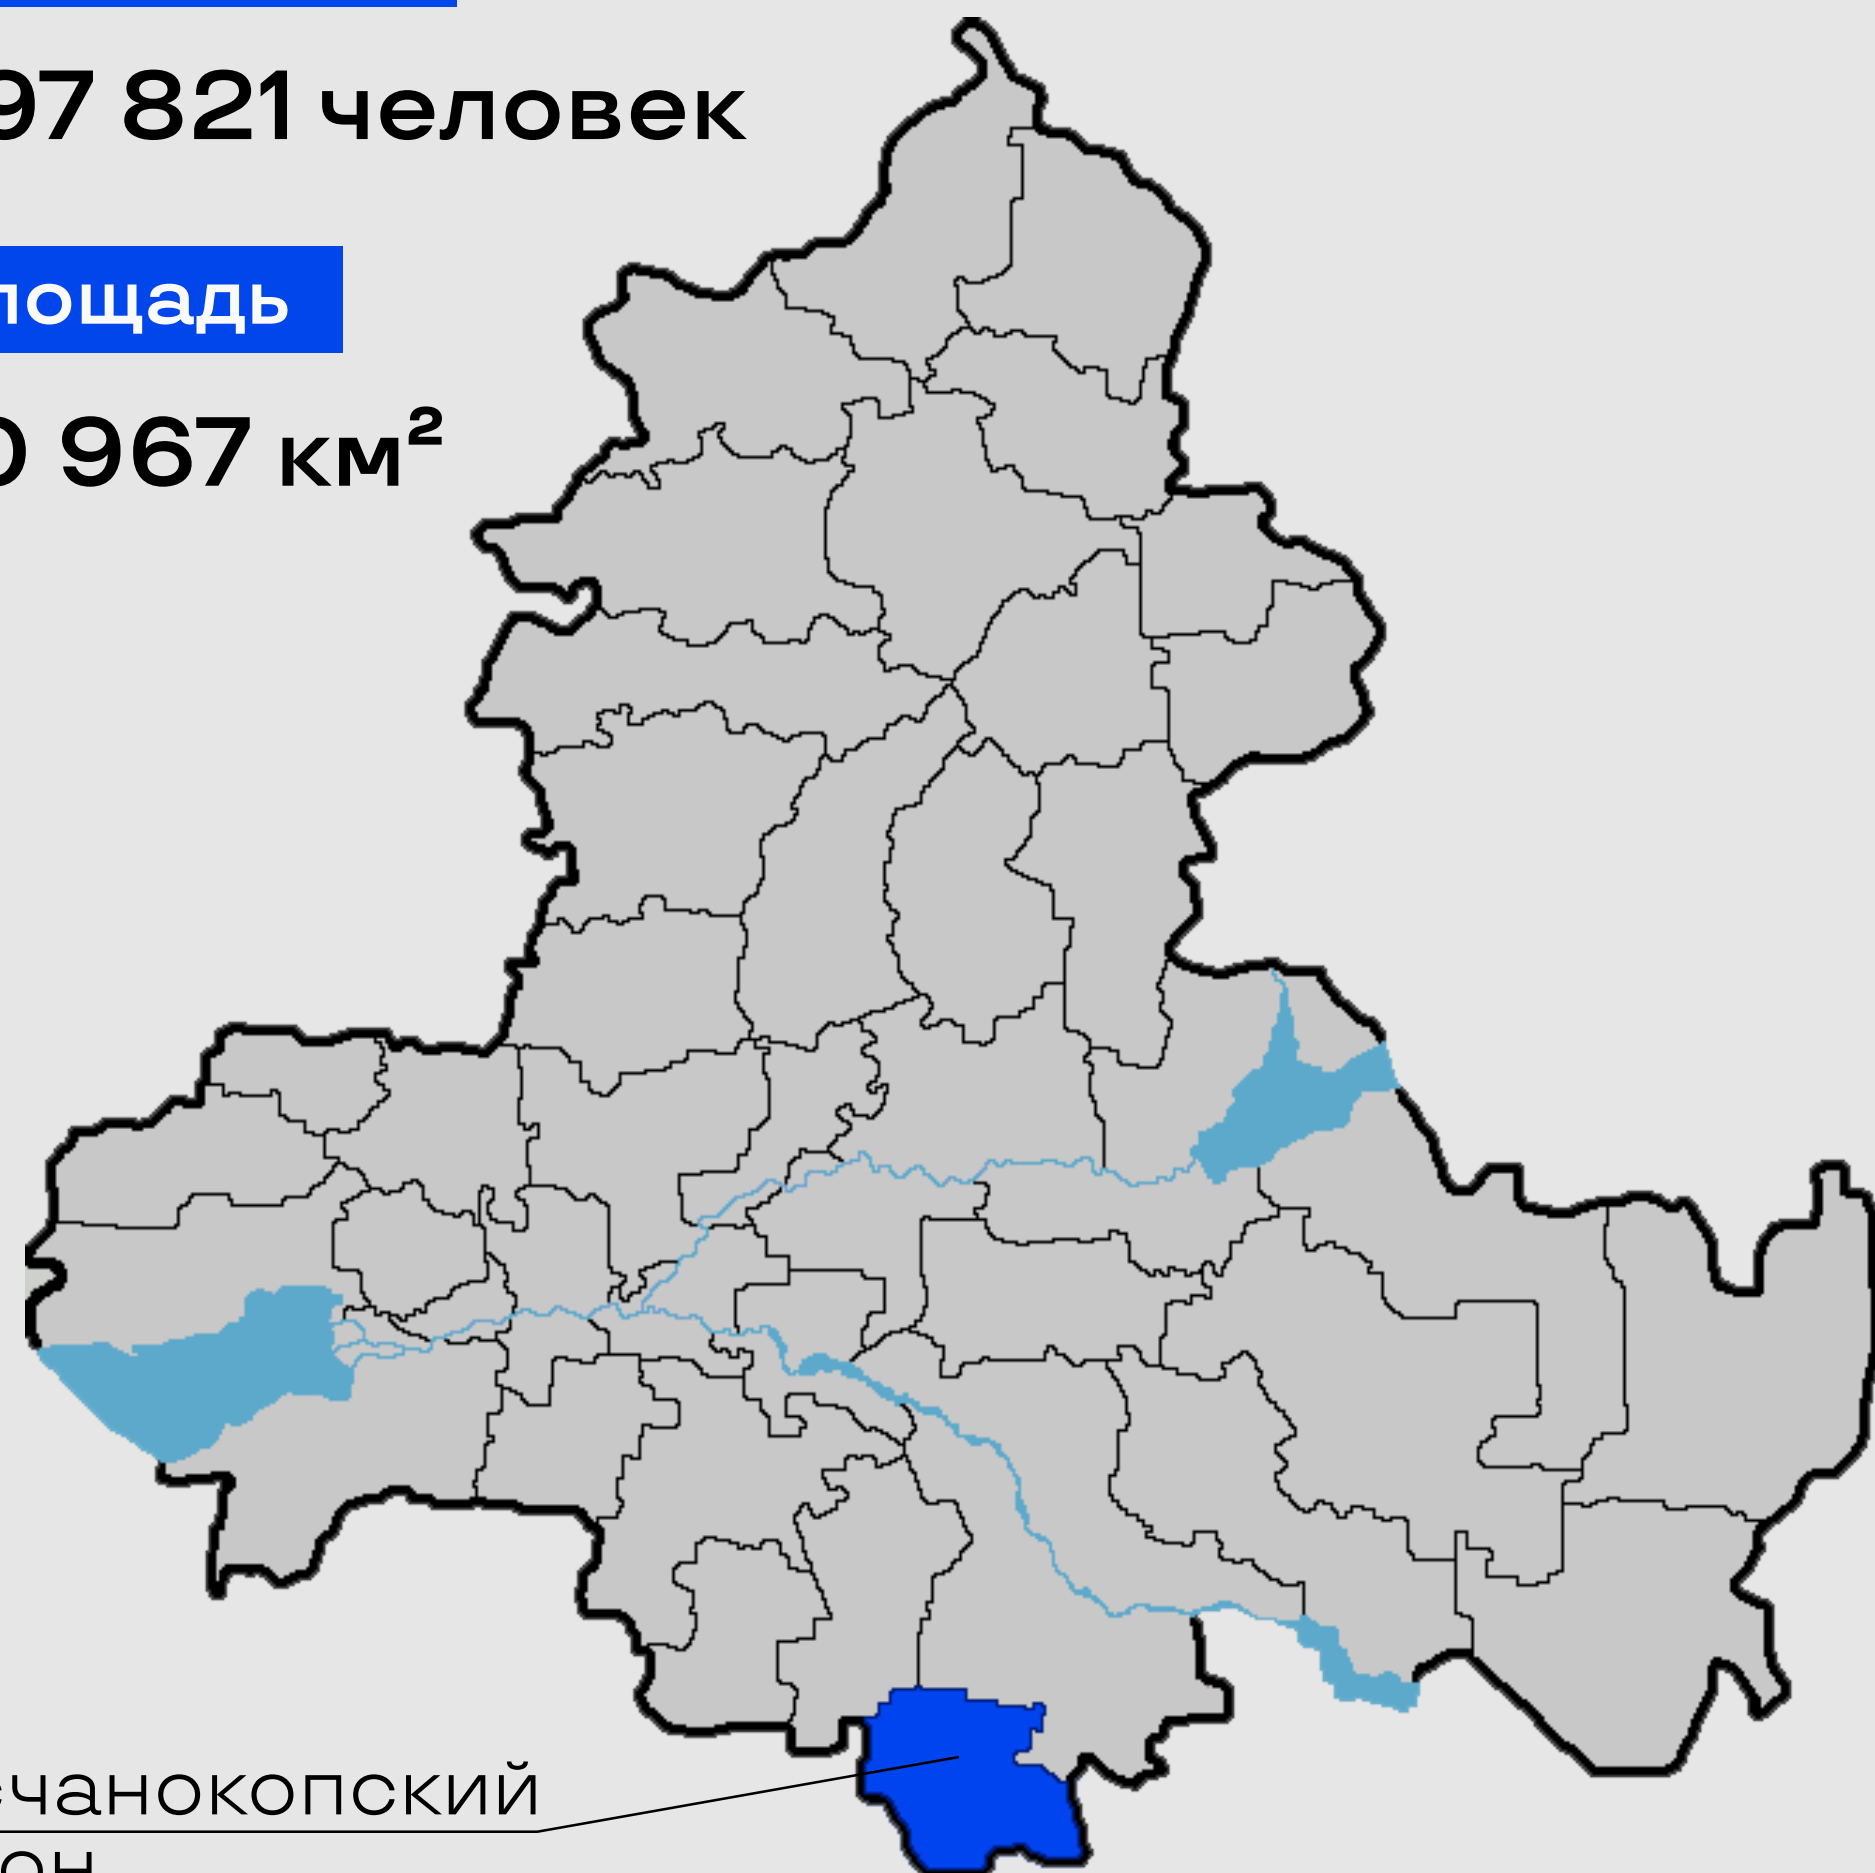 97 821 человек
лощадь
0 967 км²
счанокопский
он